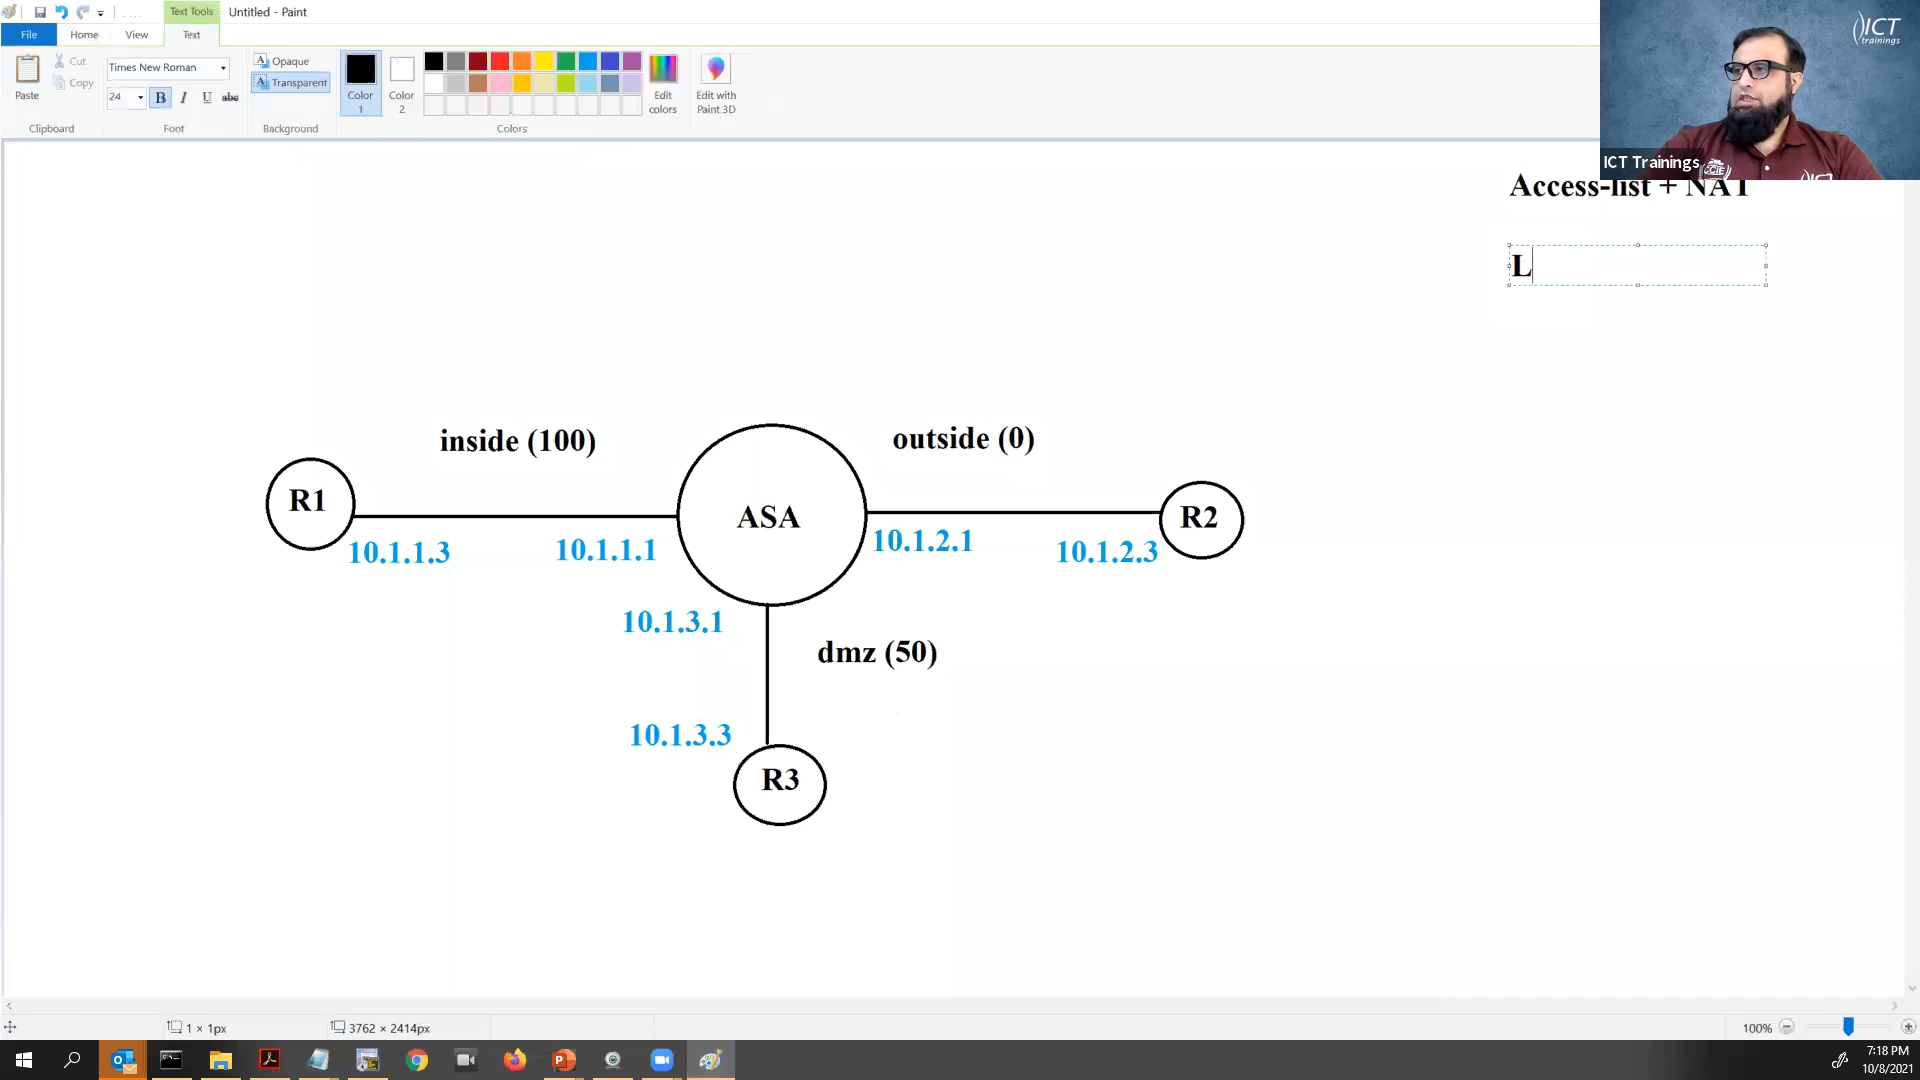 Text Tools
Untitled - Paint
File
Home
View
Text
Paste
Cut
Copy
Clipboard
Times New Roman
24
B
I
U
abc
Font
Opaque
Transparent
Background
Color 1
Color 2
Colors
Edit colors
Edit with Paint 3D
ICT
trainings
ICT Trainings
CCIE
Access-list + NAT
L
inside (100)
outside (0)
R1
ASA
R2
10.1.1.3
10.1.1.1
10.1.2.1
10.1.2.3
10.1.3.1
dmz (50)
10.1.3.3
R3
1 × 1px
3762 × 2414px
100%
7:18 PM
10/8/2021